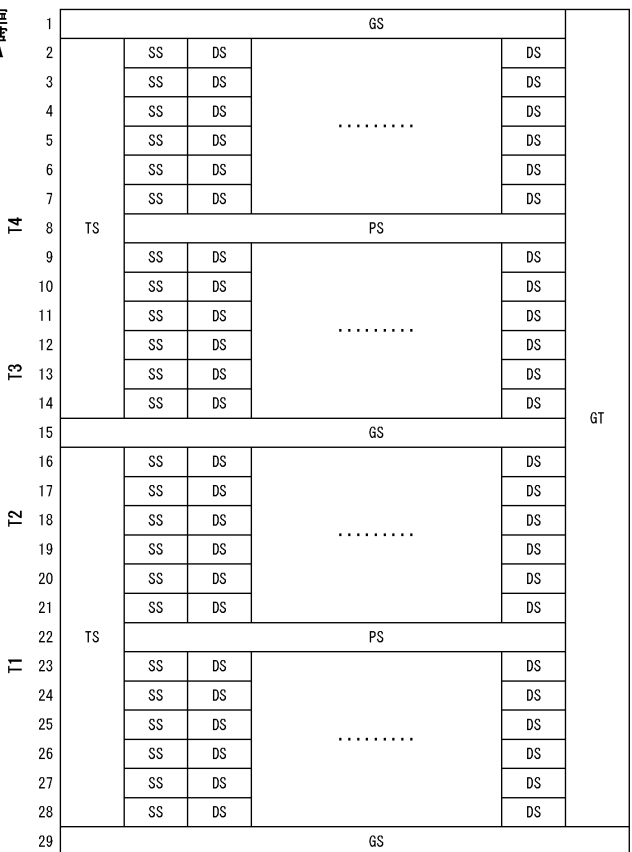 時間
1 GS
2 SS DS DS
3 SS DS DS
4 SS DS ......... DS
5 SS DS DS
6 SS DS DS
7 SS DS DS
T4 8 TS PS
9 SS DS DS
10 SS DS DS
11 SS DS ......... DS
12 SS DS DS
T3 13 SS DS DS
14 SS DS DS
GT
15 GS
16 SS DS DS
17 SS DS DS
T2 18 SS DS ......... DS
19 SS DS DS
20 SS DS DS
21 SS DS DS
22 TS PS
T1 23 SS DS DS
24 SS DS DS
25 SS DS ......... DS
26 SS DS DS
27 SS DS DS
28 SS DS DS
29 GS